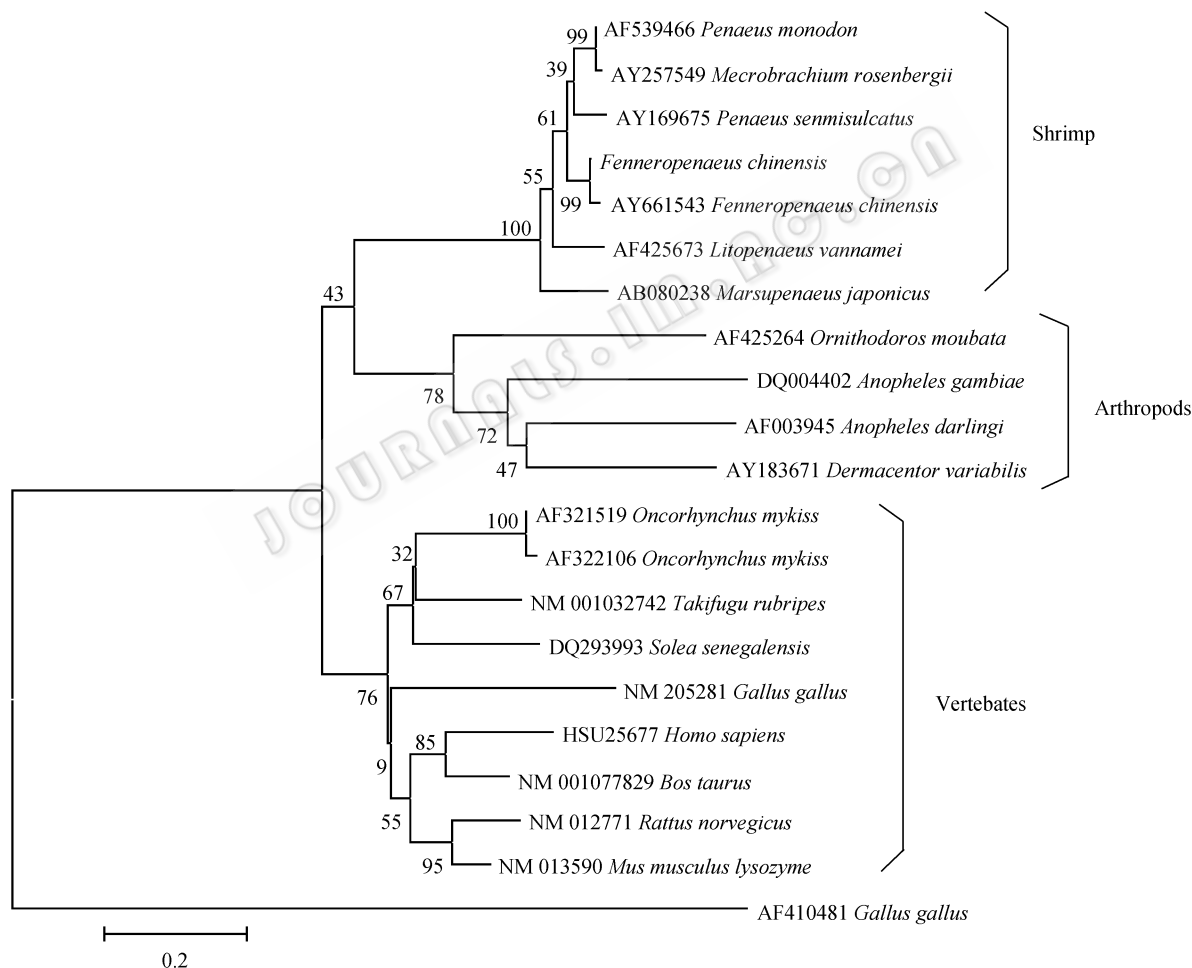 99 AF539466 Penaeus monodon
AY257549 Mecrobrachium rosenbergii
39
AY169675 Penaeus senmisulcatus
61
Shrimp
Fenneropenaeus chinensis
55
99 AY661543 Fenneropenaeus chinensis
100
AF425673 Litopenaeus vannamei
AB080238 Marsupenaeus japonicus
43
AF425264 Ornithodoros moubata
DQ004402 Anopheles gambiae
78
Arthropods
AF003945 Anopheles darlingi
72
47 AY183671 Dermacentor variabilis
100 AF321519 Oncorhynchus mykiss
32
AF322106 Oncorhynchus mykiss
67
NM 001032742 Takifugu rubripes
DQ293993 Solea senegalensis
76
NM 205281 Gallus gallus
Vertebates
85 HSU25677 Homo sapiens
9
NM 001077829 Bos taurus
55 NM 012771 Rattus norvegicus
95 NM 013590 Mus musculus lysozyme
AF410481 Gallus gallus
0.2
JOURNALS.IM.AC.CN